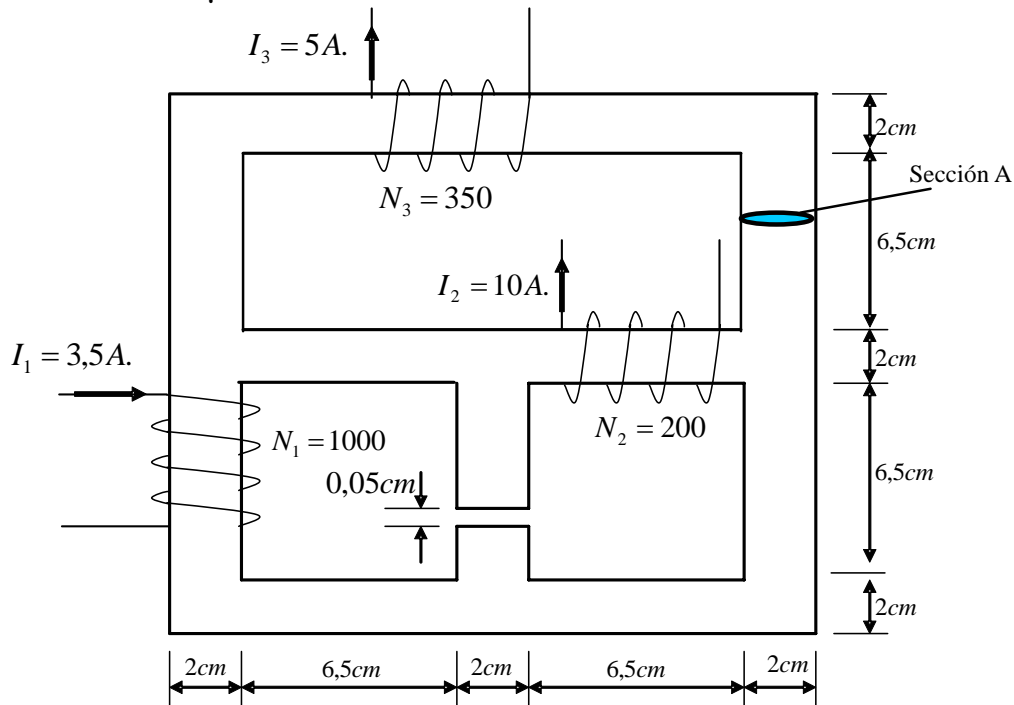 I₃ = 5A.
2cm
Sección A
N₃ = 350
6,5cm
I₂ = 10A.
I₁ = 3,5A.
2cm
N₁ = 1000
N₂ = 200
0,05cm
6,5cm
2cm
2cm
6,5cm
2cm
6,5cm
2cm